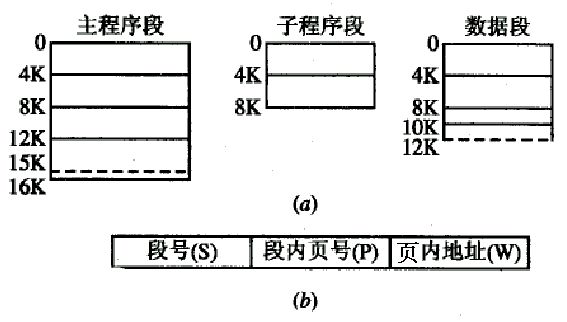 主程序段 子程序段 数据段
0 0 0
4K 4K 4K
8K 8K 8K
10K
12K 12K
15K
16K
(a)
段号(S) 段内页号(P) 页内地址(W)
(b)